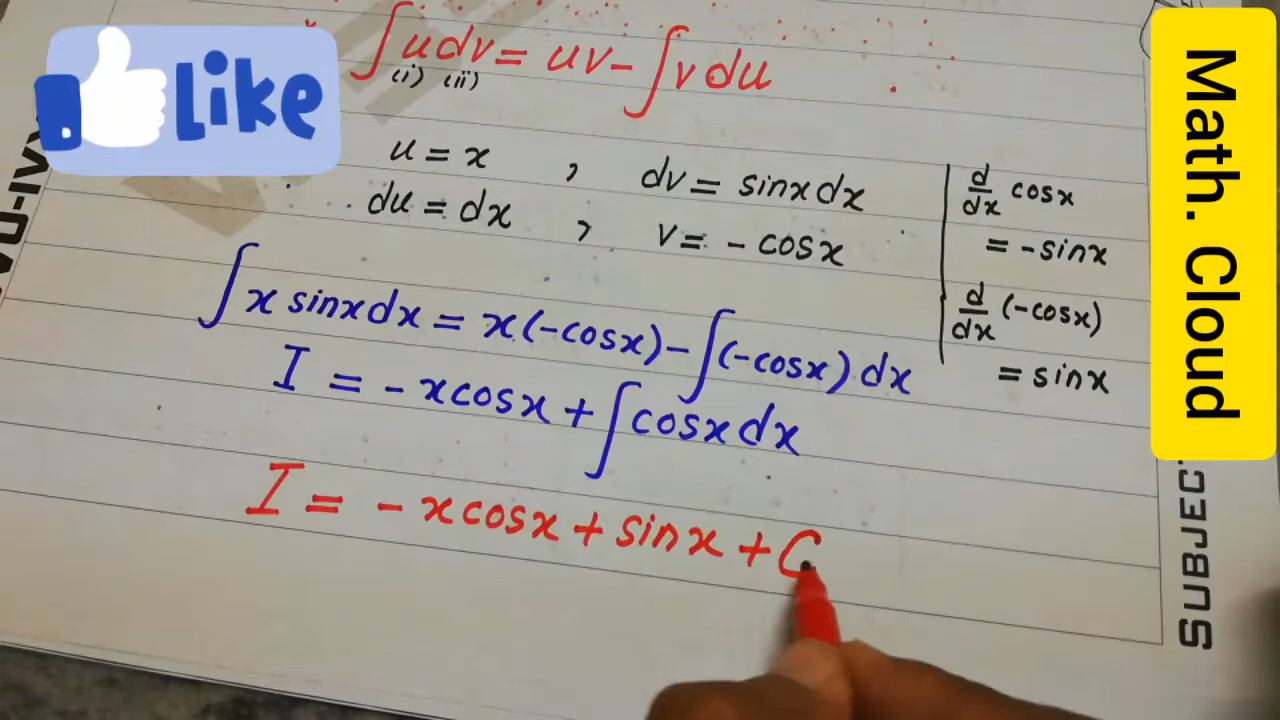 Like
∫udv = uv - ∫v du
(i) (ii)
u = x , dv = sinx dx
du = dx , v = - cosx
d/dx cosx
= -sinx
d/dx (-cosx)
= sinx
∫x sinx dx = x(-cosx) - ∫(-cosx) dx
I = - xcosx + ∫cosx dx
I = - xcosx + sinx + C
Math. Cloud
SUBJEC